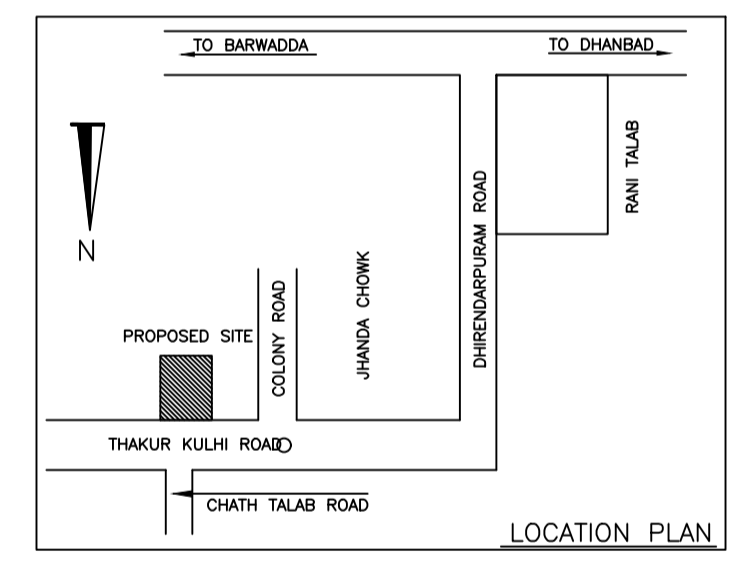 TO BARWADDA
TO DHANBAD
RANI TALAB
DHIRENDARPURAM ROAD
N
JHANDA CHOWK
COLONY ROAD
PROPOSED SITE
THAKUR KULHI ROAD
CHATH TALAB ROAD
LOCATION PLAN